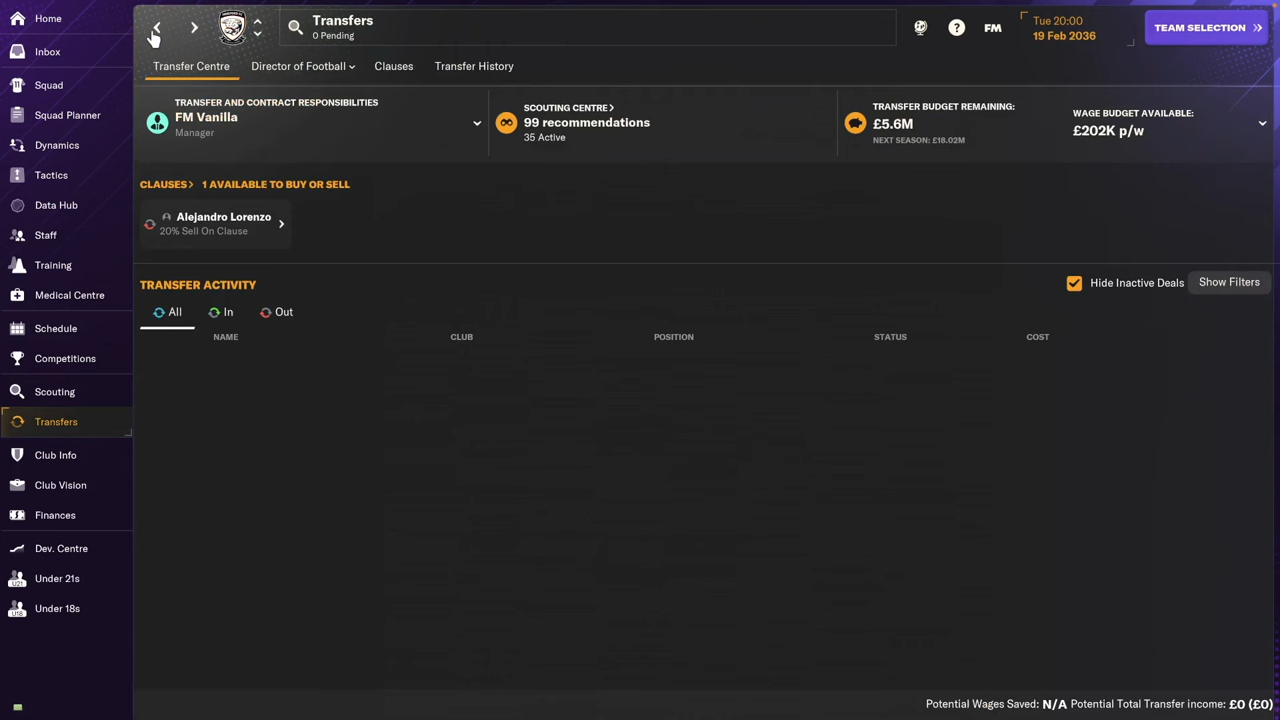 Home
Inbox
Squad
Squad Planner
Dynamics
Tactics
Data Hub
Staff
Training
Medical Centre
Schedule
Competitions
Scouting
Transfers
Club Info
Club Vision
Finances
Dev. Centre
U21 Under 21s
U18 Under 18s
Transfers
0 Pending
FM
Tue 20:00
19 Feb 2036
TEAM SELECTION
Transfer Centre Director of Football Clauses Transfer History
TRANSFER AND CONTRACT RESPONSIBILITIES
FM Vanilla
Manager
SCOUTING CENTRE
99 recommendations
35 Active
TRANSFER BUDGET REMAINING:
£5.6M
NEXT SEASON: £18.02M
WAGE BUDGET AVAILABLE:
£202K p/w
CLAUSES 1 AVAILABLE TO BUY OR SELL
Alejandro Lorenzo
20% Sell On Clause
TRANSFER ACTIVITY
Hide Inactive Deals Show Filters
All In Out
NAME CLUB POSITION STATUS COST
Potential Wages Saved: N/A Potential Total Transfer income: £0 (£0)